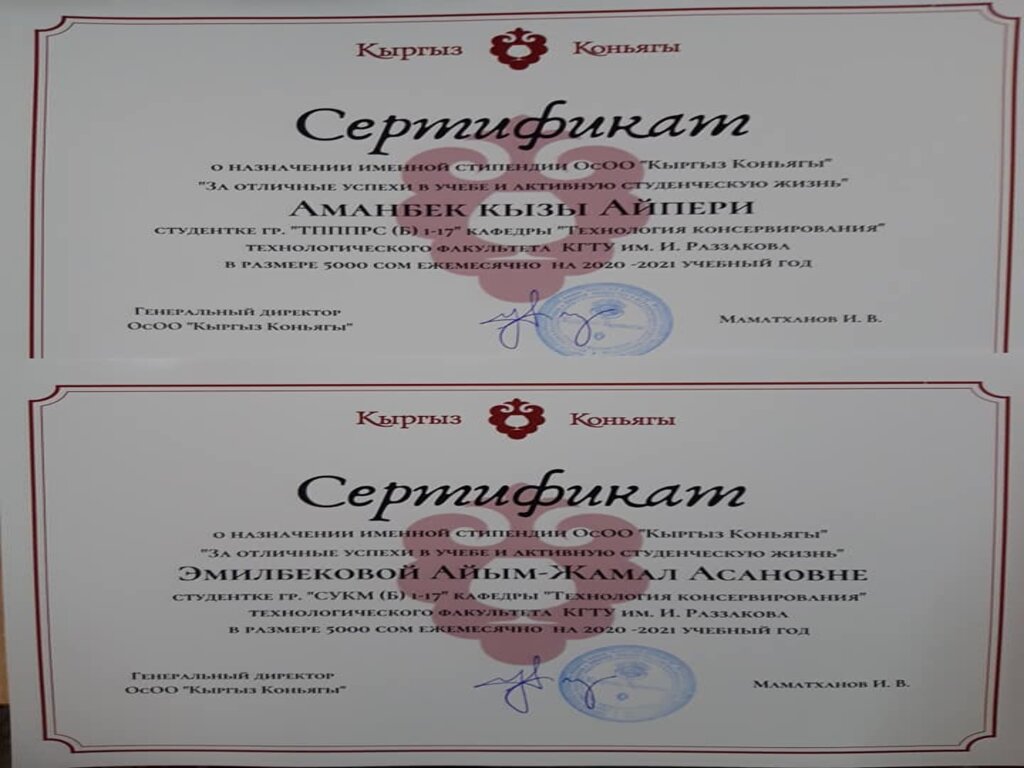 Кыргыз Коньягы
Сертификат
о назначении именной стипендии ОсОО "Кыргыз Коньягы"
"За отличные успехи в учебе и активную студенческую жизнь"
Аманбек кызы Айпери
студентке гр. "ТПППРС (б) 1-17" кафедры "Технология консервирования"
технологического факультета КГТУ им. И. Раззакова
в размере 5000 сом ежемесячно на 2020 -2021 учебный год
Генеральный директор
ОсОО "Кыргыз Коньягы"
Маматханов И. В.
Кыргыз Коньягы
Сертификат
о назначении именной стипендии ОсОО "Кыргыз Коньягы"
"За отличные успехи в учебе и активную студенческую жизнь"
Эмилбековой Айым-Жамал Асановне
студентке гр. "СУКМ (б) 1-17" кафедры "Технология консервирования"
технологического факультета КГТУ им. И. Раззакова
в размере 5000 сом ежемесячно на 2020 -2021 учебный год
Генеральный директор
ОсОО "Кыргыз Коньягы"
Маматханов И. В.